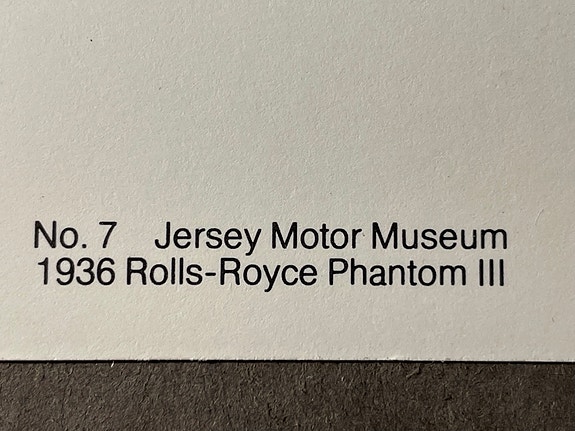 No. 7 Jersey Motor Museum
1936 Rolls-Royce Phantom III